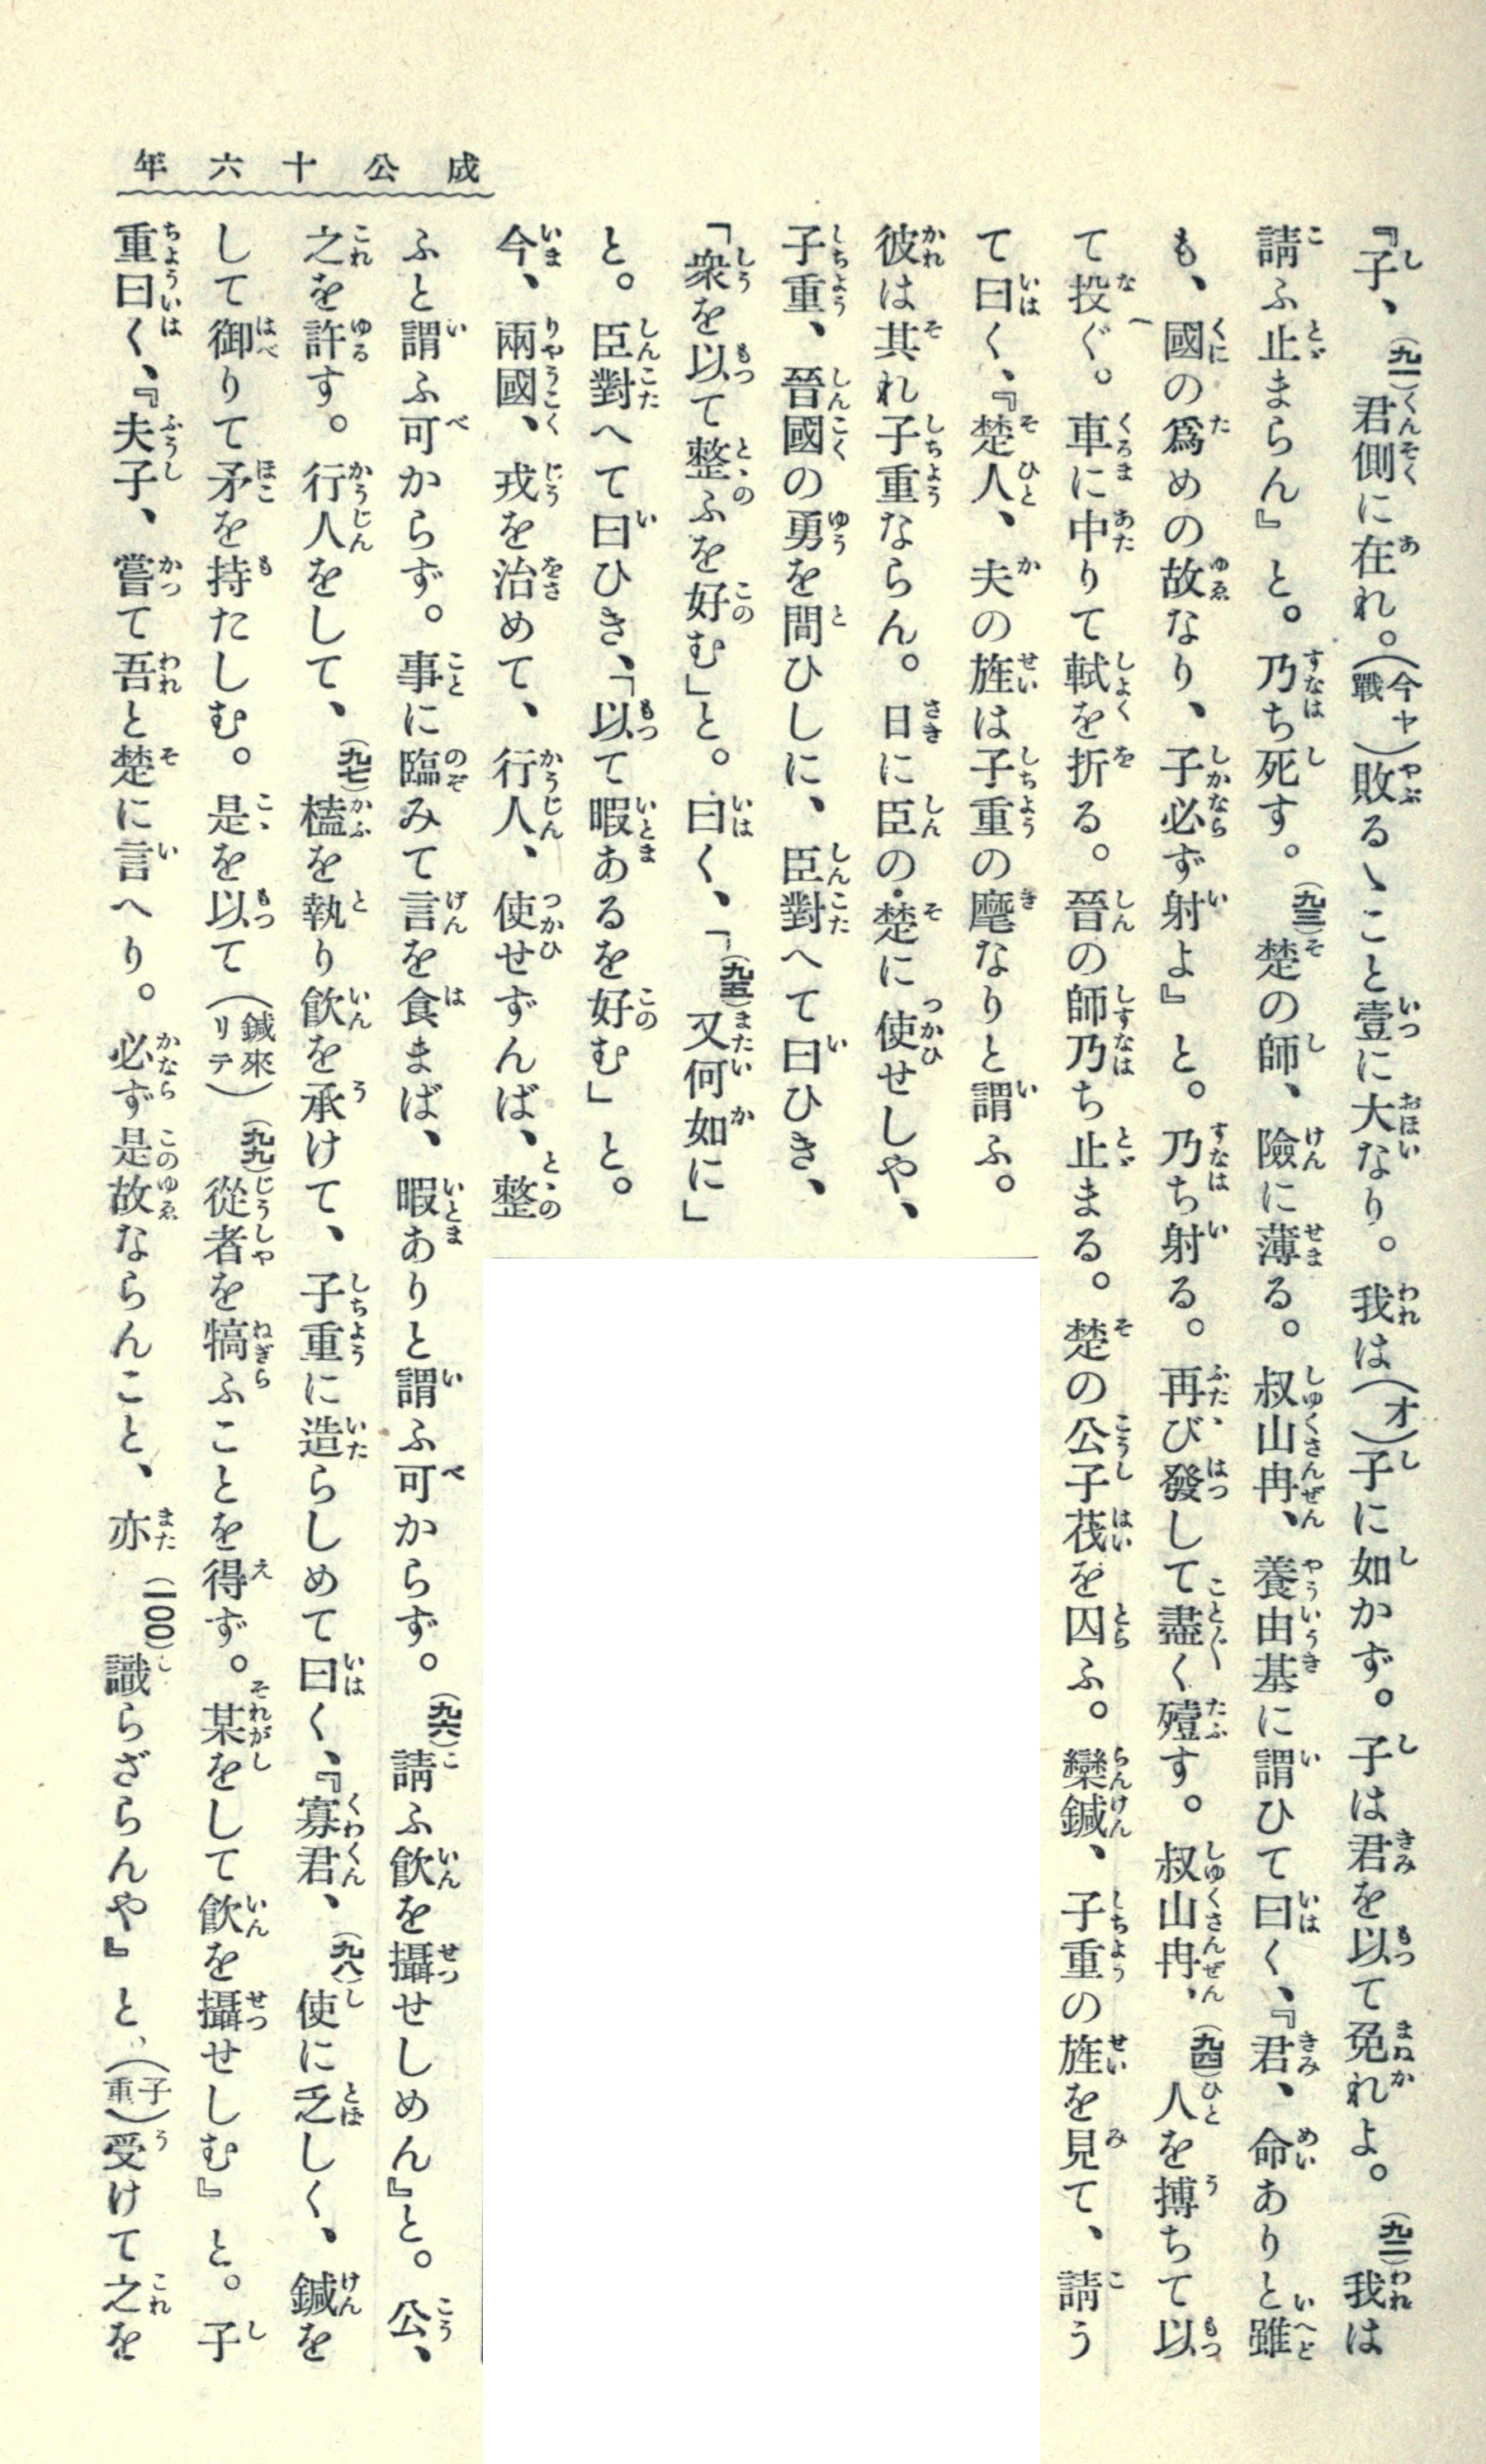 成公十六年
『子、(九一)君側に在れ。(今ヤ戰)敗るゝこと壹に大なり。我は(オ)子に如かず。子は君を以て免れよ。(九二)我は
請ふ止まらん』と。乃ち死す。(九三)楚の師、險に薄る。叔山冉、養由基に謂ひて曰く、『君、命ありと雖
も、國の爲めの故なり、子必ず射よ』と。乃ち射る。再び發して盡く殪す。叔山冉、(九四)人を搏ちて以
て投ぐ。車に中りて軾を折る。晉の師乃ち止まる。楚の公子茷を囚ふ。欒鍼、子重の旌を見て、請う
て曰く、『楚人、夫の旌は子重の麾なりと謂ふ。
彼は其れ子重ならん。日に臣の楚に使せしや、
子重、晉國の勇を問ひしに、臣對へて曰ひき、
「衆を以て整ふを好む」と。曰く、「(九五)又何如に」
と。臣對へて曰ひき、「以て暇あるを好む」と。
今、兩國、戎を治めて、行人、使せずんば、整
ふと謂ふ可からず。事に臨みて言を食まば、暇ありと謂ふ可からず。(九六)請ふ飮を攝せしめん』と。公、
之を許す。行人をして、(九七)榼を執り飮を承けて、子重に造らしめて曰く、『寡君、(九八)使に乏しく、鍼を
して御りて矛を持たしむ。是を以て(鍼來リテ)(九九)從者を犒ふことを得ず。某をして飮を攝せしむ』と。子
重曰く、『夫子、嘗て吾と楚に言へり。必ず是故ならんこと、亦(一〇〇)識らざらんや』と、(子重)受けて之を